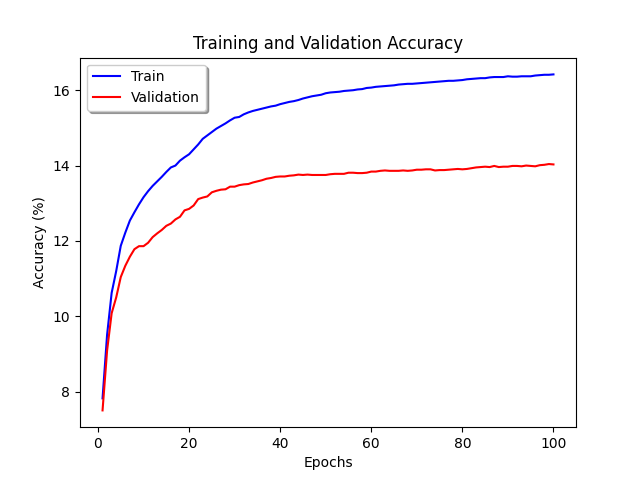 Training and Validation Accuracy
Train
Validation
16
14
12
10
8
Accuracy (%)
0 20 40 60 80 100
Epochs